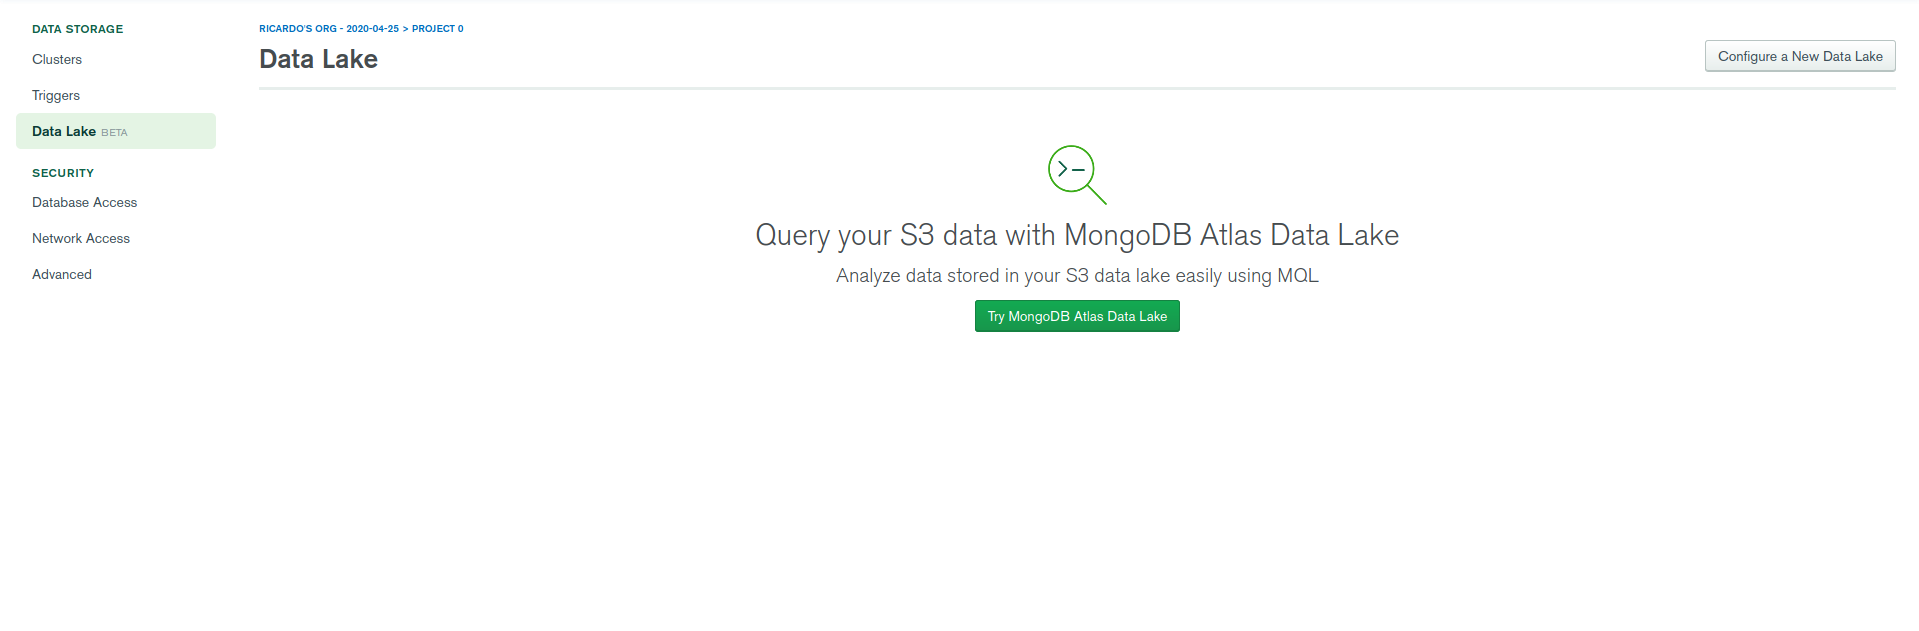 DATA STORAGE
Clusters
Triggers
Data Lake BETA
SECURITY
Database Access
Network Access
Advanced
RICARDO'S ORG - 2020-04-25 > PROJECT 0
Data Lake
Configure a New Data Lake
Query your S3 data with MongoDB Atlas Data Lake
Analyze data stored in your S3 data lake easily using MQL
Try MongoDB Atlas Data Lake